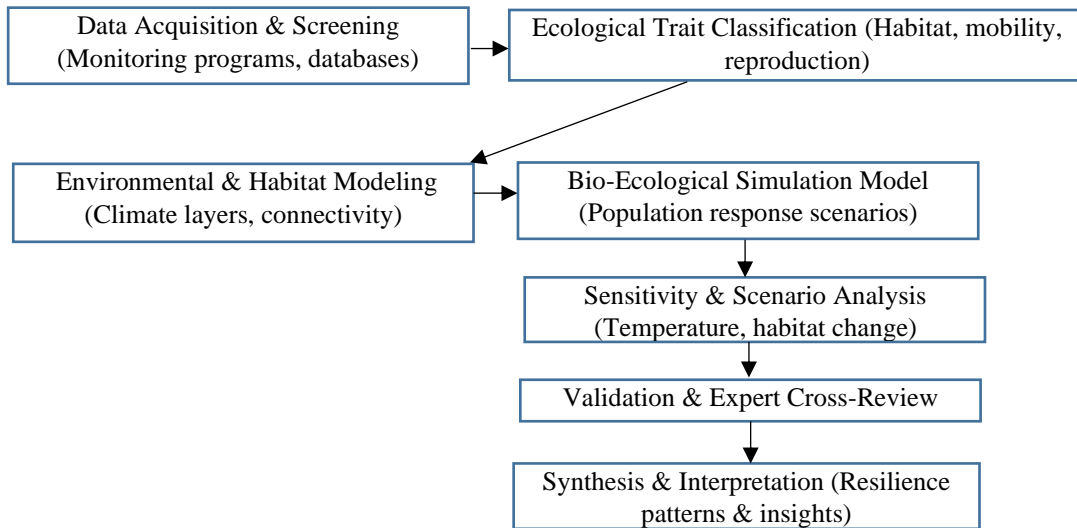 Data Acquisition & Screening
(Monitoring programs, databases)
Ecological Trait Classification (Habitat, mobility,
reproduction)
Environmental & Habitat Modeling
(Climate layers, connectivity)
Bio-Ecological Simulation Model
(Population response scenarios)
Sensitivity & Scenario Analysis
(Temperature, habitat change)
Validation & Expert Cross-Review
Synthesis & Interpretation (Resilience
patterns & insights)